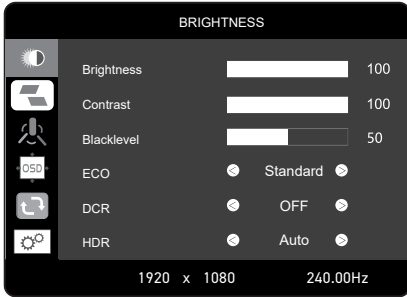 BRIGHTNESS
Brightness 100
Contrast 100
Blacklevel 50
OSD
ECO Standard
DCR OFF
HDR Auto
1920 x 1080 240.00Hz